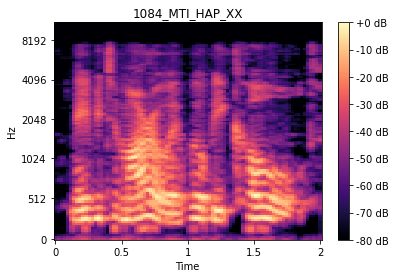 1084_MTI_HAP_XX
8192
4096
2048
1024
512
0
Hz
0
0.5
1
1.5
2
Time
+0 dB
-10 dB
-20 dB
-30 dB
-40 dB
-50 dB
-60 dB
-70 dB
-80 dB